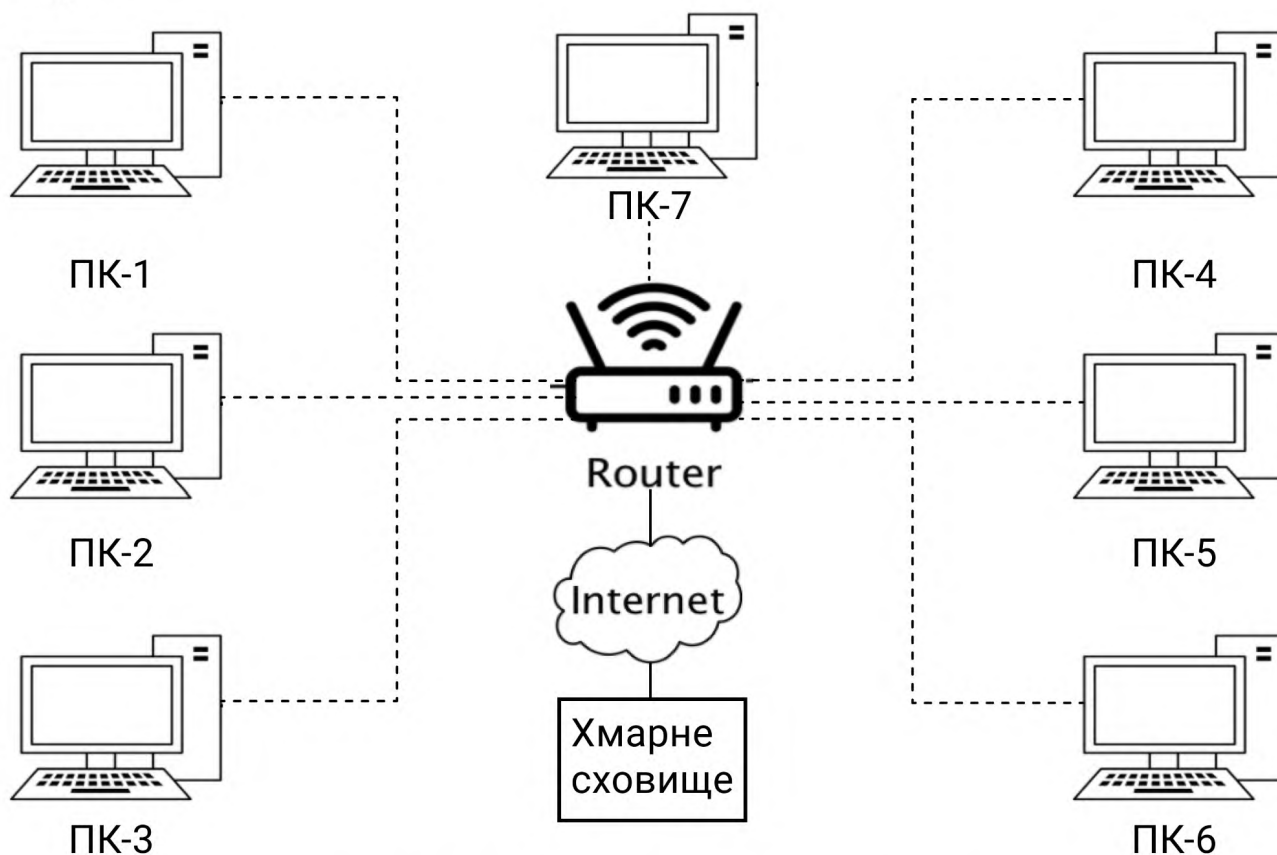 ПК-7
ПК-1
ПК-4
Router
ПК-2
ПК-5
Internet
Хмарне
сховище
ПК-3
ПК-6